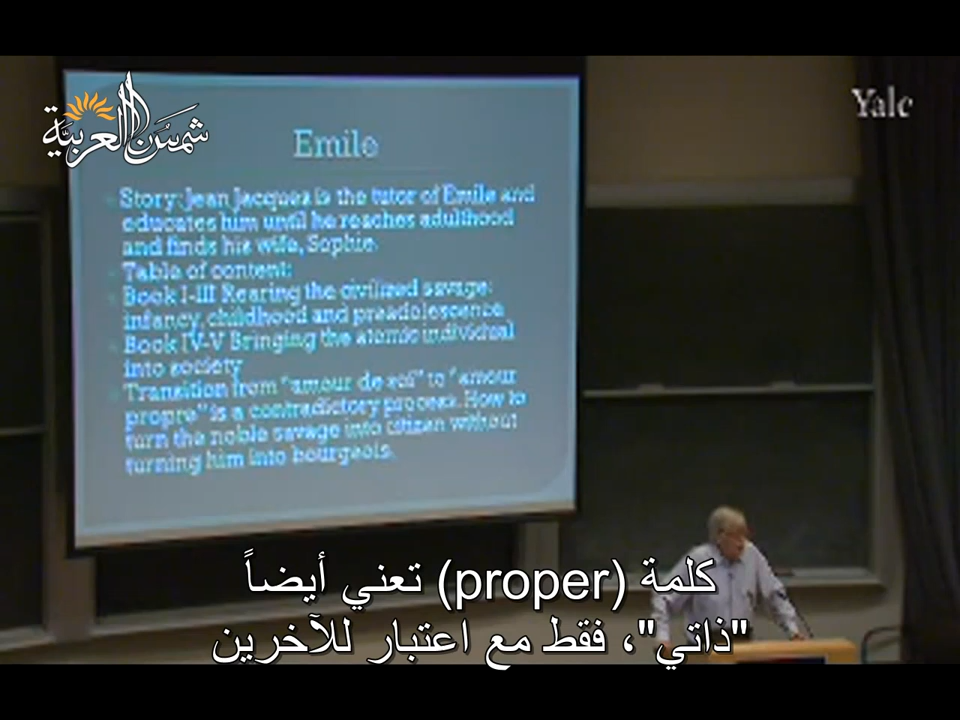 شمس العربية
Yale
Emile
Story: Jean Jacques is the tutor of Emile and
educates him until he reaches adulthood
and finds his wife, Sophie.
Table of content:
Book I-III Rearing the civilized savage:
infancy, childhood and preadolescence
Book IV-V Bringing the atomic individual
into society
Transition from "amour de soi" to "amour
propre" is a contradictory process. How to
turn the noble savage into citizen without
turning him into bourgeois.
كلمة (proper) تعني أيضاً
"ذاتي"، فقط مع اعتبار للآخرين